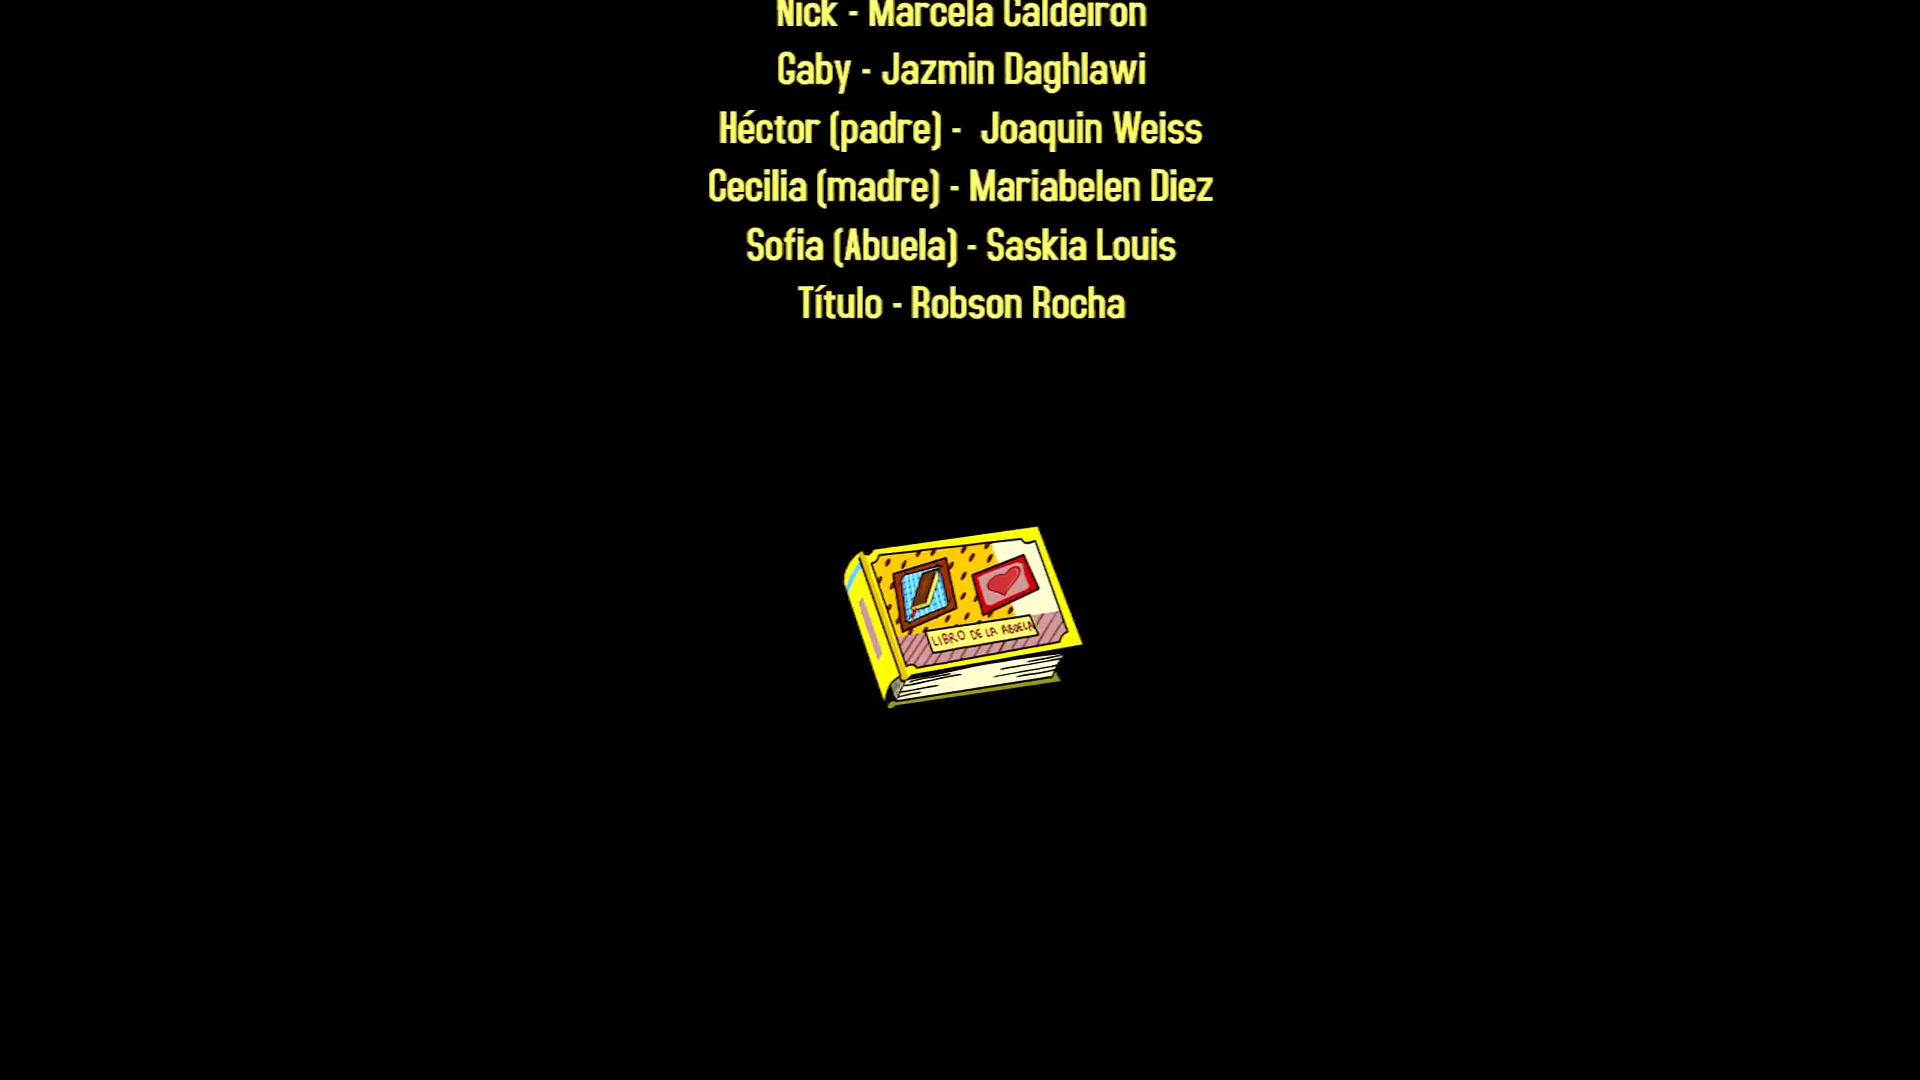 Nick - Marcela Caldeiron
Gaby - Jazmin Daghlawi
Héctor (padre) - Joaquin Weiss
Cecilia (madre) - Mariabelen Diez
Sofia (Abuela) - Saskia Louis
Título - Robson Rocha
LIBRO DE LA ABUELA